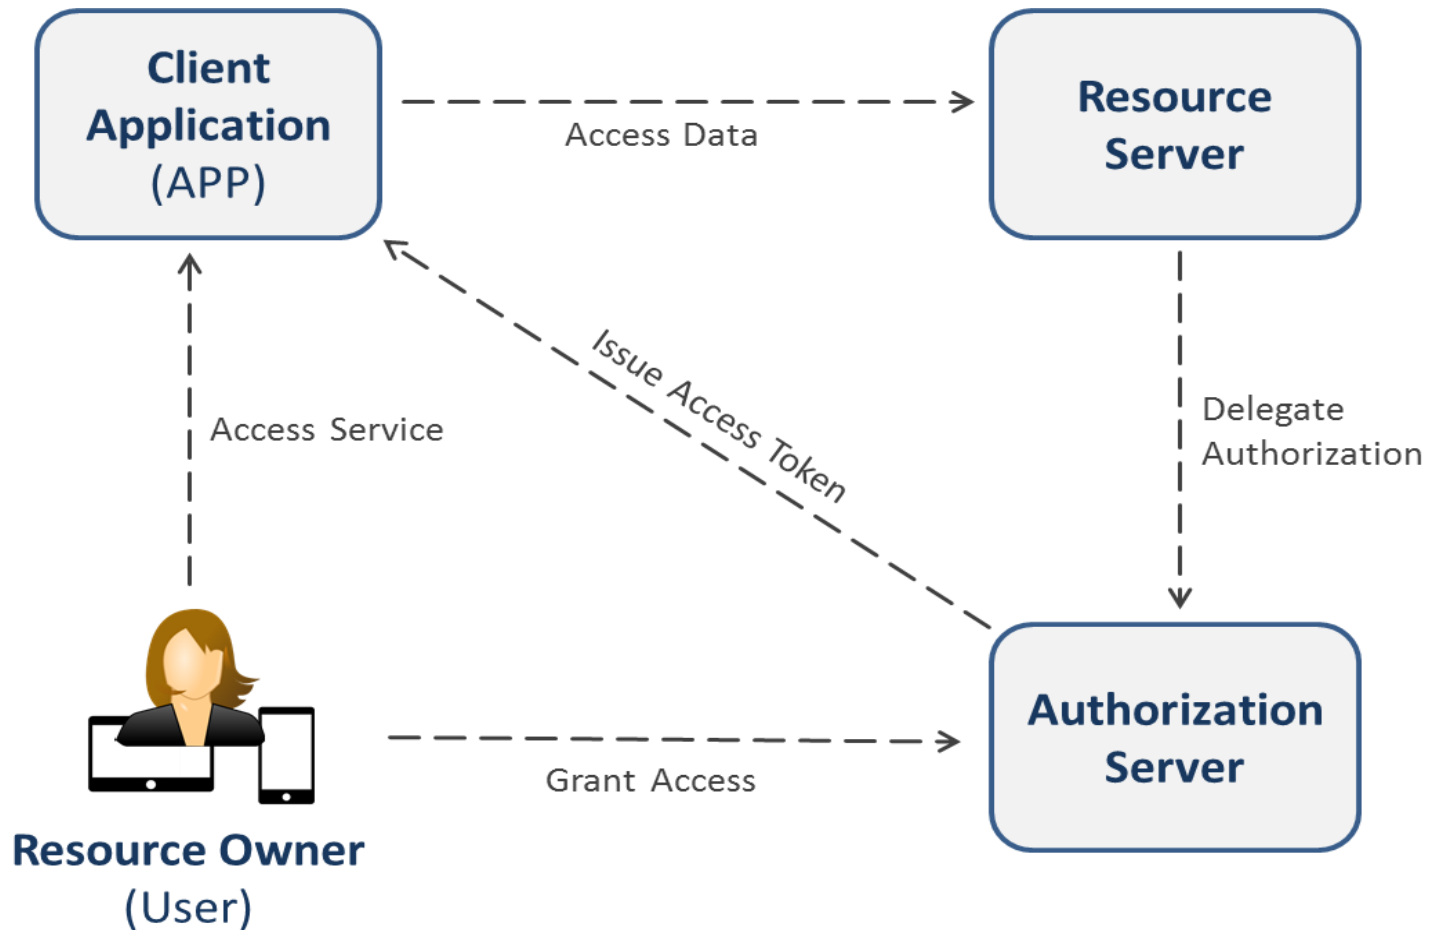 Client
Application
(APP)
Access Data
Resource
Server
Issue Access Token
Access Service
Delegate
Authorization
Grant Access
Authorization
Server
Resource Owner
(User)